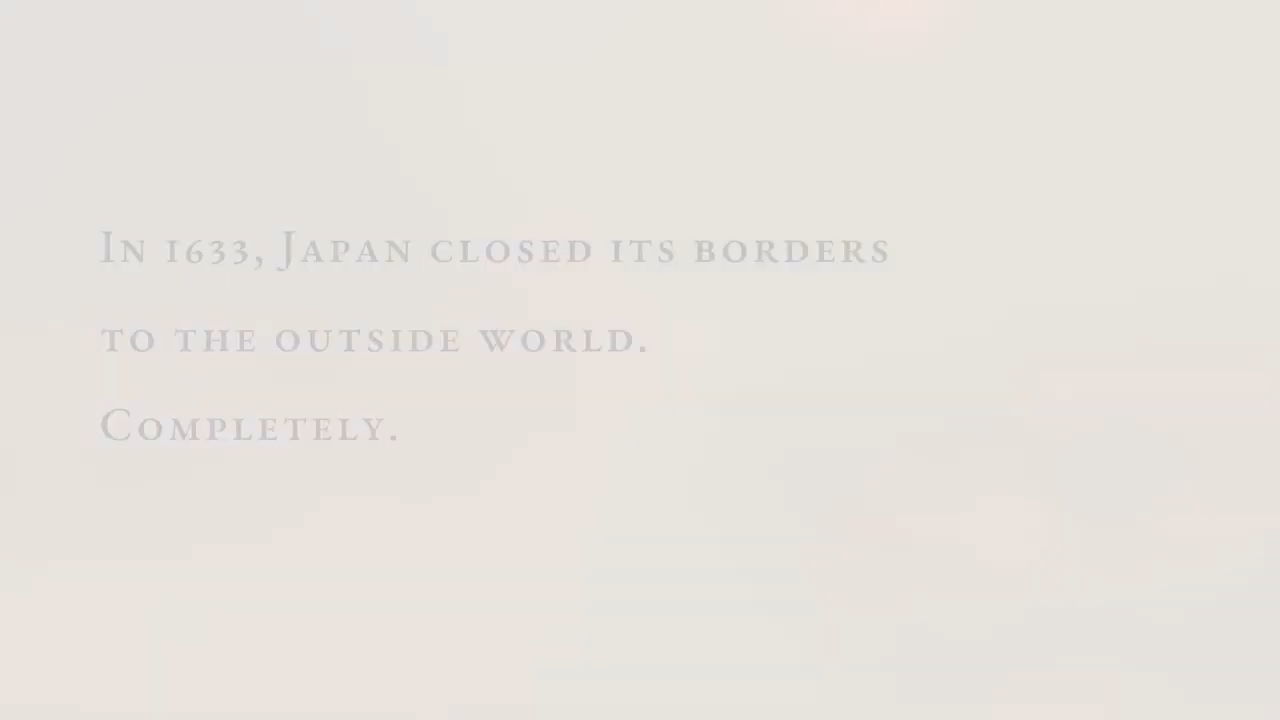 In 1633, Japan closed its borders
to the outside world.
Completely.